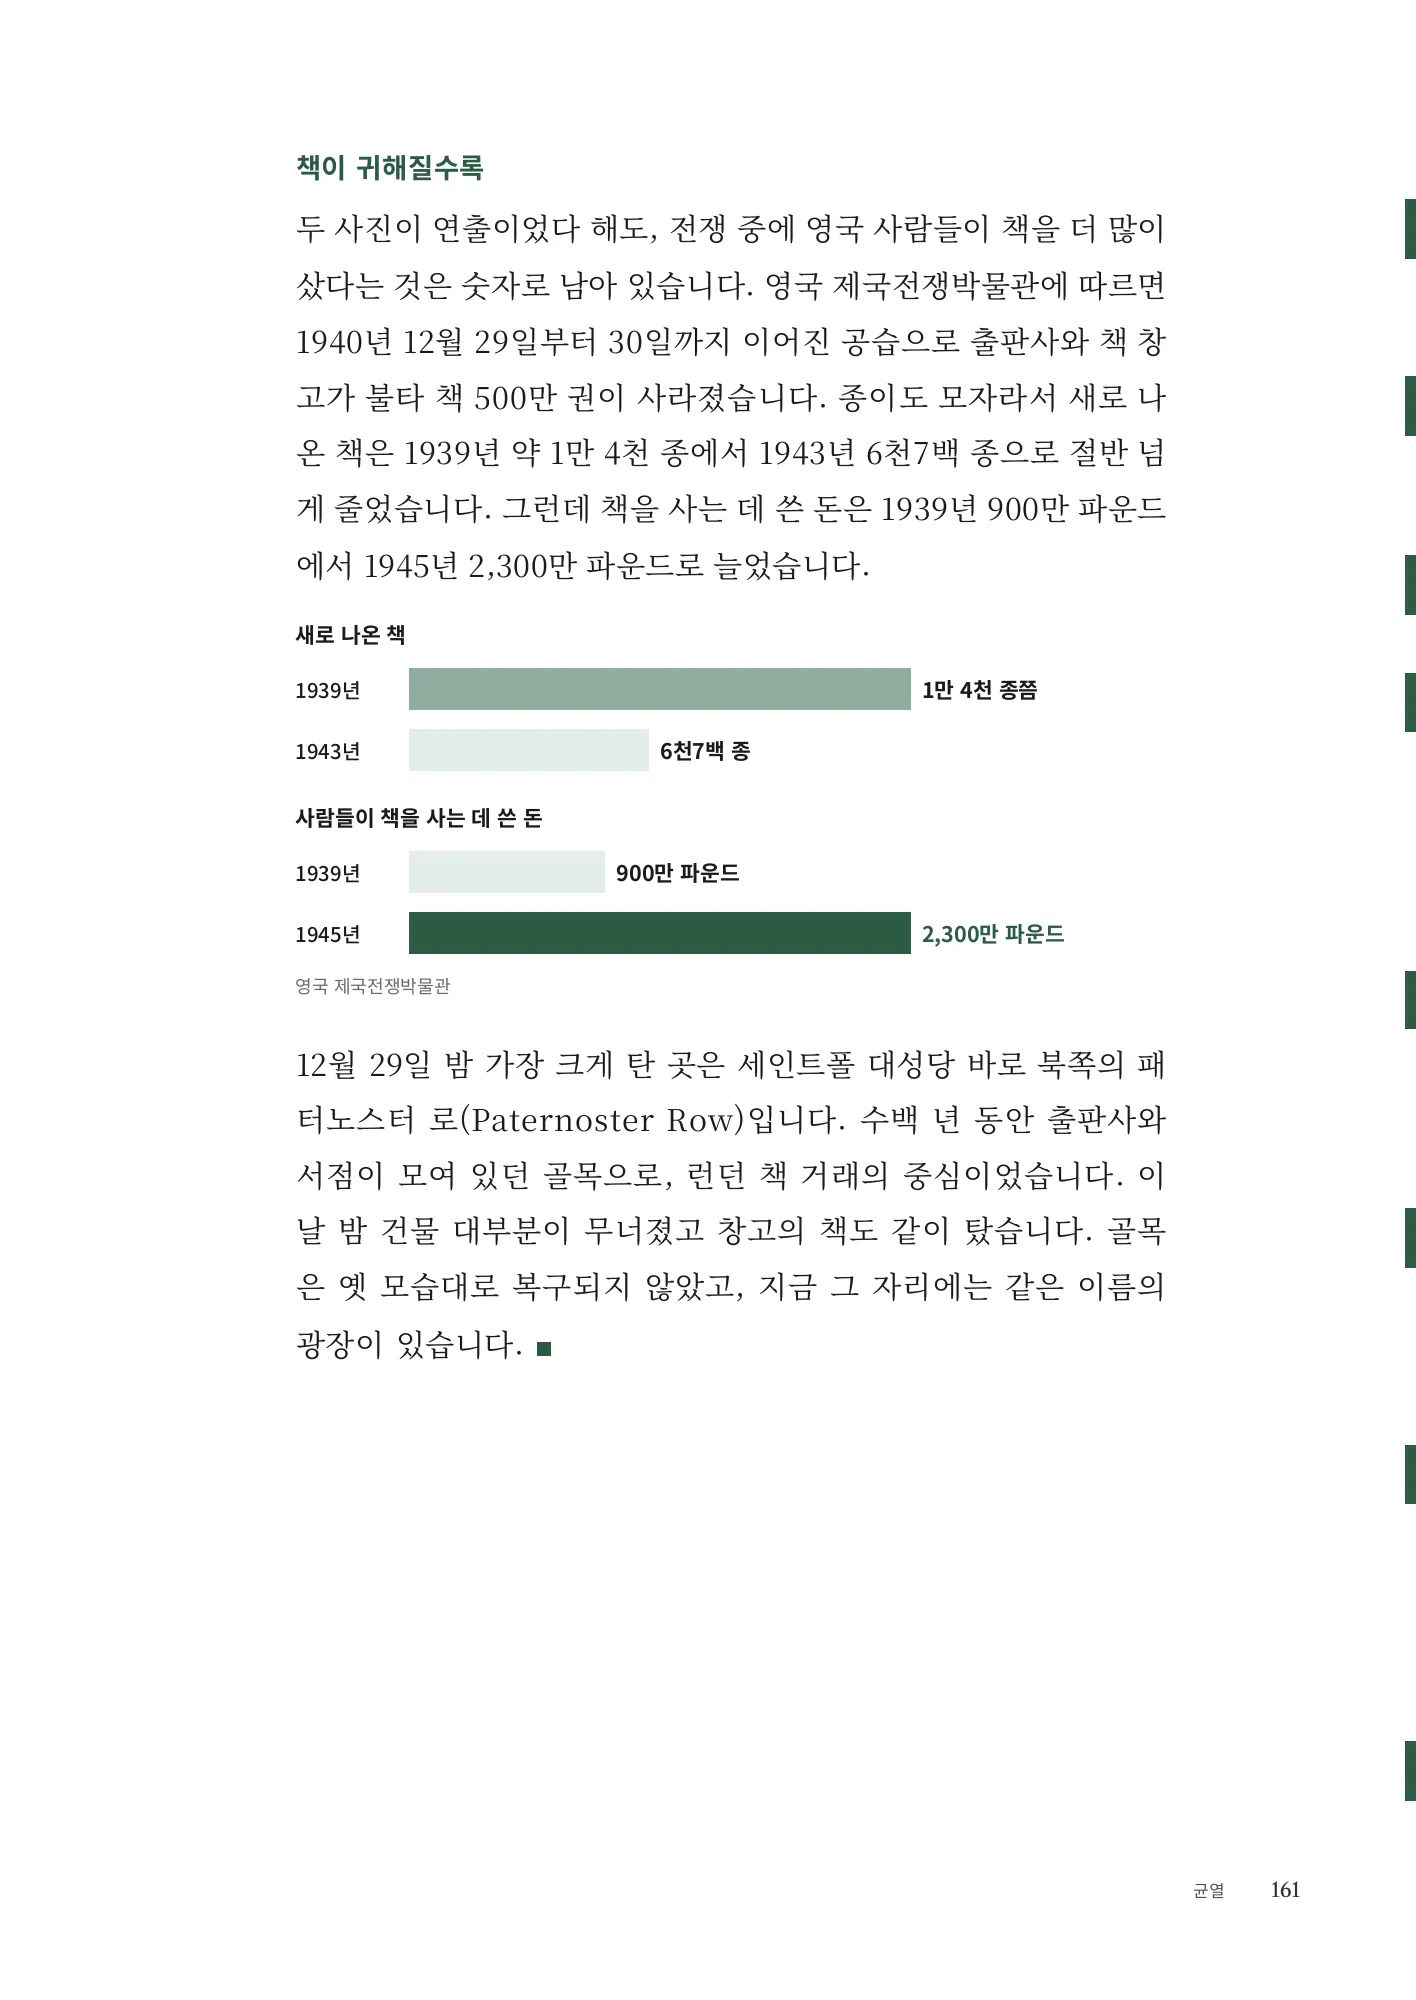 책이 귀해질수록
두 사진이 연출이었다 해도, 전쟁 중에 영국 사람들이 책을 더 많이
샀다는 것은 숫자로 남아 있습니다. 영국 제국전쟁박물관에 따르면
1940년 12월 29일부터 30일까지 이어진 공습으로 출판사와 책 창
고가 불타 책 500만 권이 사라졌습니다. 종이도 모자라서 새로 나
온 책은 1939년 약 1만 4천 종에서 1943년 6천7백 종으로 절반 넘
게 줄었습니다. 그런데 책을 사는 데 쓴 돈은 1939년 900만 파운드
에서 1945년 2,300만 파운드로 늘었습니다.
새로 나온 책
1939년 1만 4천 종쯤
1943년 6천7백 종
사람들이 책을 사는 데 쓴 돈
1939년 900만 파운드
1945년 2,300만 파운드
영국 제국전쟁박물관
12월 29일 밤 가장 크게 탄 곳은 세인트폴 대성당 바로 북쪽의 패
터노스터 로(Paternoster Row)입니다. 수백 년 동안 출판사와
서점이 모여 있던 골목으로, 런던 책 거래의 중심이었습니다. 이
날 밤 건물 대부분이 무너졌고 창고의 책도 같이 탔습니다. 골목
은 옛 모습대로 복구되지 않았고, 지금 그 자리에는 같은 이름의
광장이 있습니다. ■
균열 161